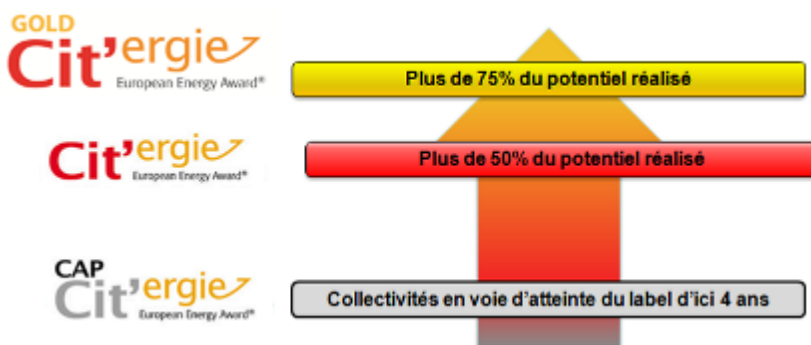 GOLD
Cit'ergie
European Energy Award®
Plus de 75% du potentiel réalisé
Cit'ergie
European Energy Award®
Plus de 50% du potentiel réalisé
CAP
Cit'ergie
European Energy Award®
Collectivités en voie d'atteinte du label d'ici 4 ans